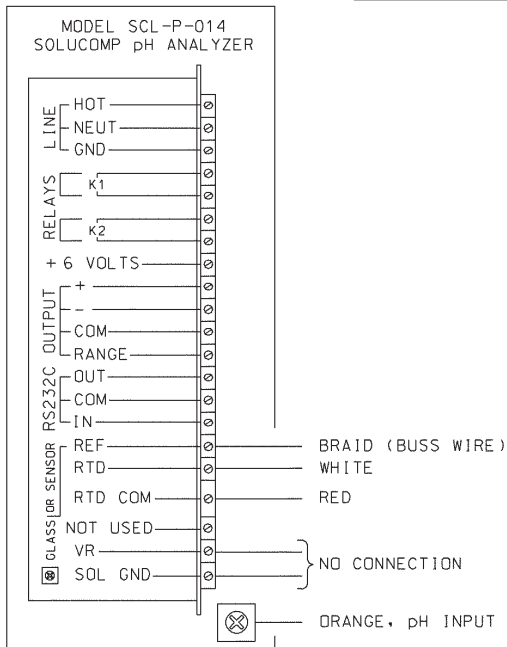 MODEL SCL-P-014
SOLUCOMP pH ANALYZER
LINE
HOT
NEUT
GND
RELAYS
K1
K2
+ 6 VOLTS
OUTPUT
+
-
COM
RANGE
RS232C
OUT
COM
IN
GLASS OR SENSOR
REF
BRAID (BUSS WIRE)
RTD
WHITE
RTD COM
RED
NOT USED
VR
SOL GND
NO CONNECTION
ORANGE, pH INPUT